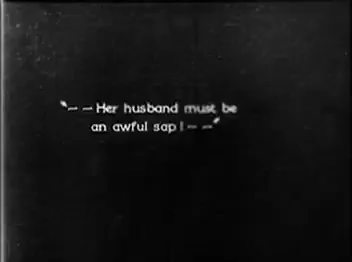 "– –Her husband must be
an awful sap!– –"